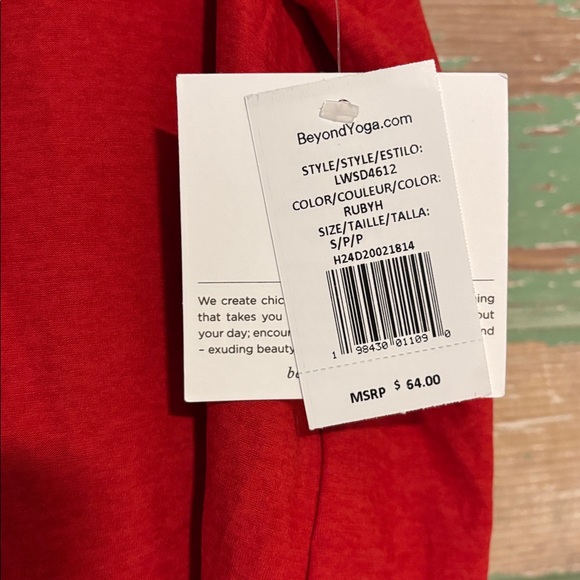 BeyondYoga.com
STYLE/STYLE/ESTILO:
LWSD4612
COLOR/COULEUR/COLOR:
RUBYH
SIZE/TAILLE/TALLA:
S/P/P
H24D20021814
1 98430 01109 0
MSRP $ 64.00
We create chic
that takes you
your day; encour
– exuding beauty